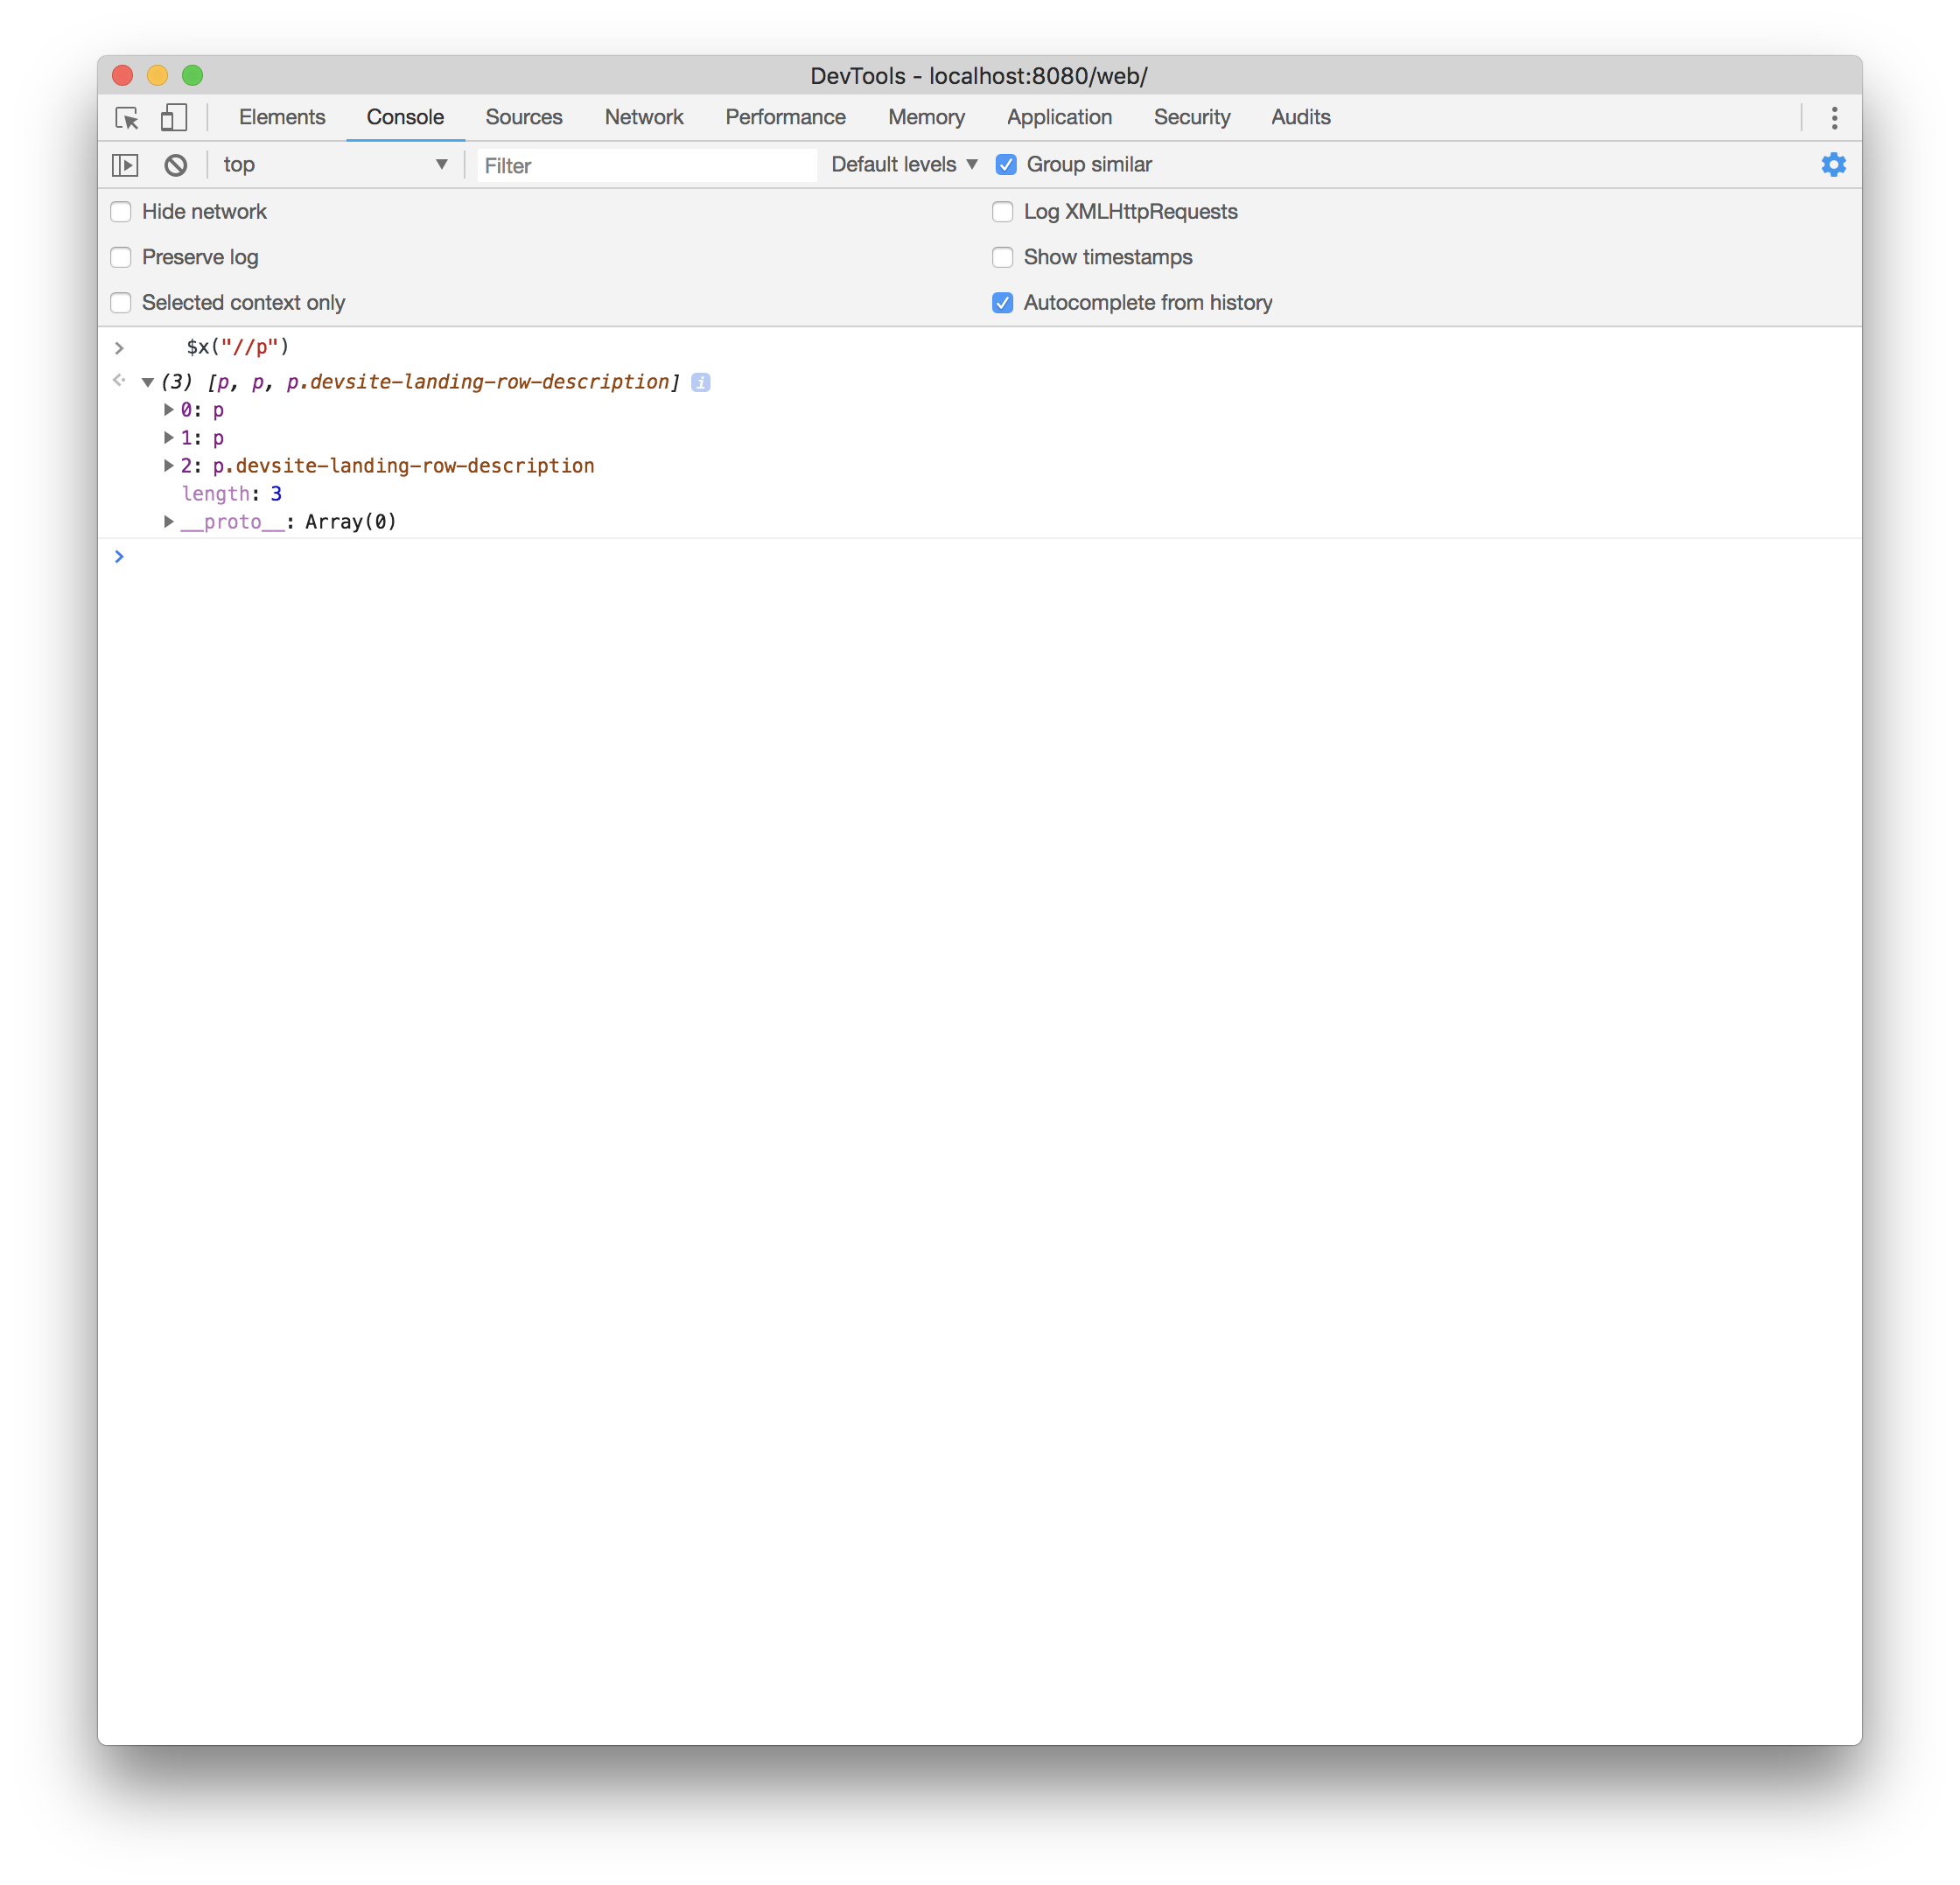 DevTools - localhost:8080/web/
Elements Console Sources Network Performance Memory Application Security Audits
top Filter Default levels Group similar
Hide network Log XMLHttpRequests
Preserve log Show timestamps
Selected context only Autocomplete from history
$x("//p")
(3) [p, p, p.devsite-landing-row-description] i
0: p
1: p
2: p.devsite-landing-row-description
length: 3
__proto__: Array(0)